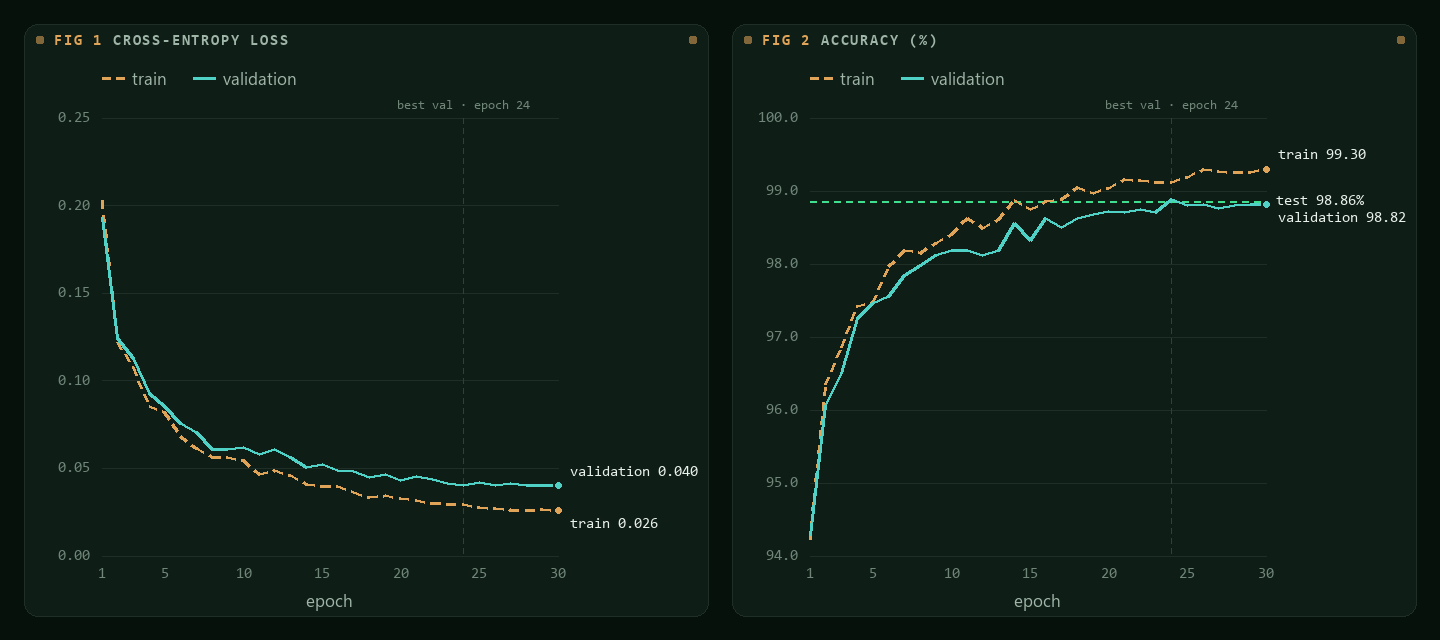 FIG 1 CROSS-ENTROPY LOSS
train
validation
best val · epoch 24
0.25
0.20
0.15
0.10
0.05
0.00
validation 0.040
train 0.026
1
5
10
15
20
25
30
epoch
FIG 2 ACCURACY (%)
train
validation
best val · epoch 24
100.0
99.0
98.0
97.0
96.0
95.0
94.0
train 99.30
test 98.86%
validation 98.82
1
5
10
15
20
25
30
epoch